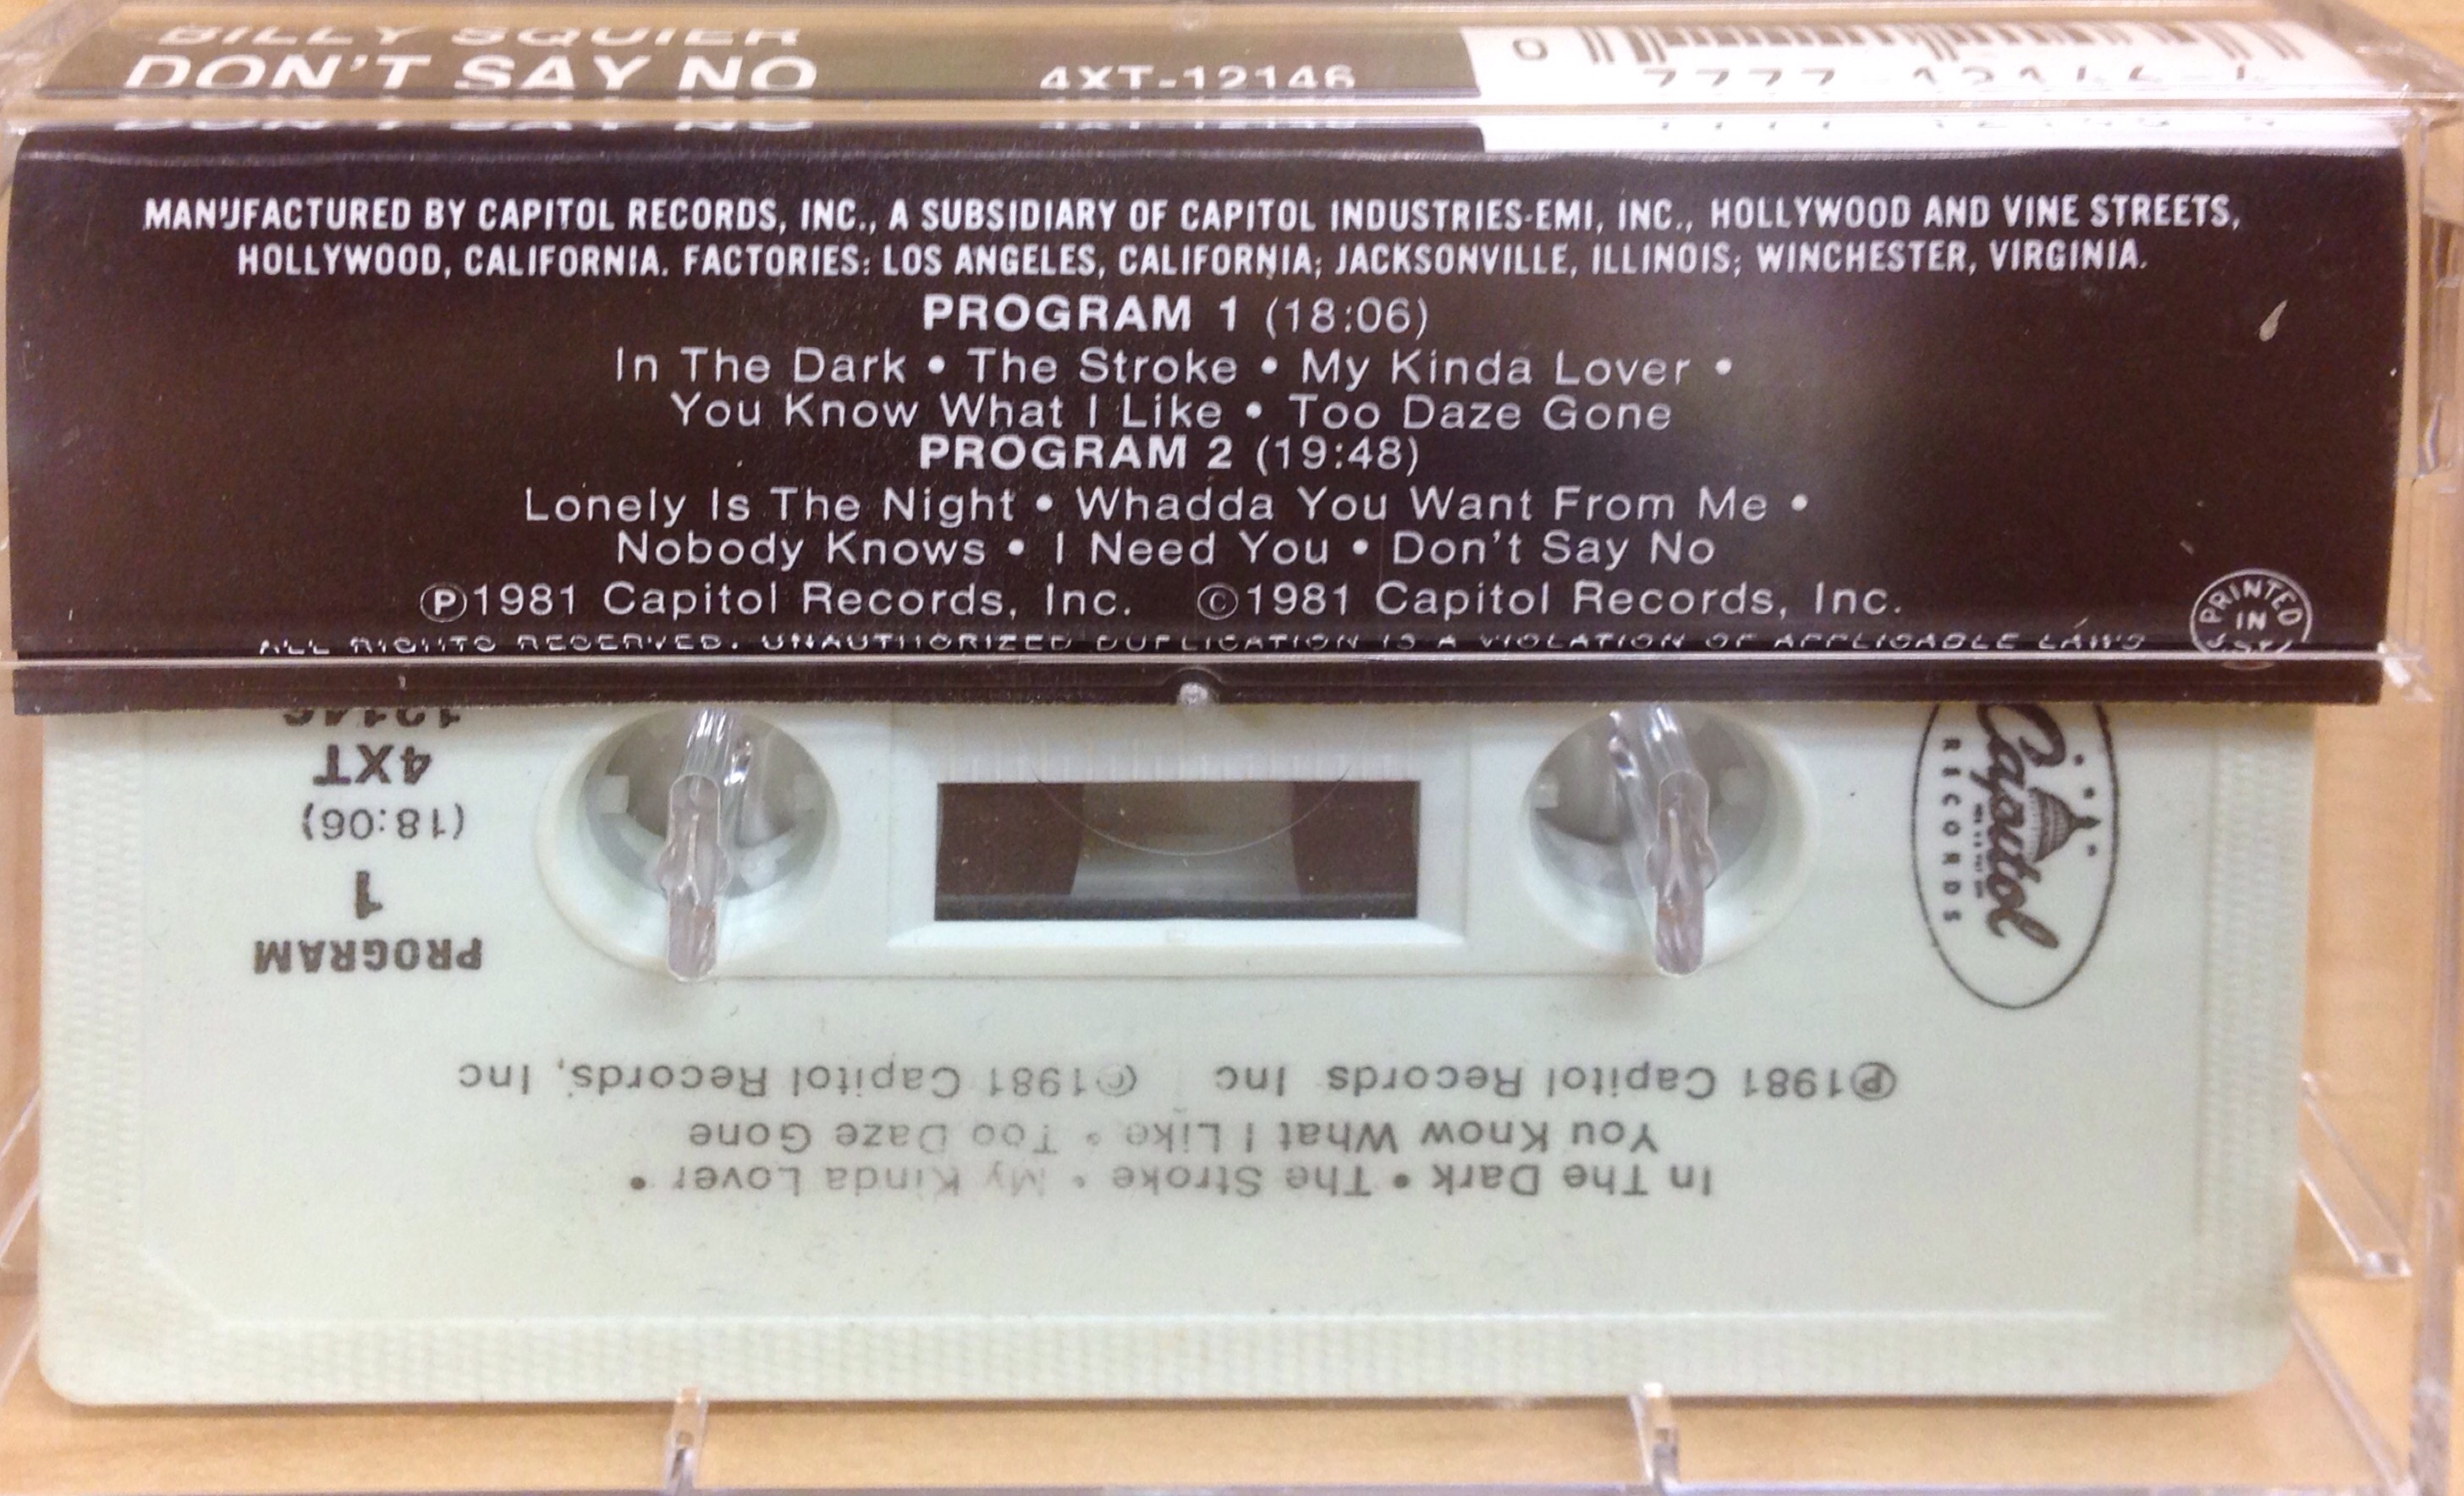 BILLY SQUIER
DON'T SAY NO
4XT-12146
0
MANUFACTURED BY CAPITOL RECORDS, INC., A SUBSIDIARY OF CAPITOL INDUSTRIES-EMI, INC., HOLLYWOOD AND VINE STREETS,
HOLLYWOOD, CALIFORNIA. FACTORIES: LOS ANGELES, CALIFORNIA; JACKSONVILLE, ILLINOIS; WINCHESTER, VIRGINIA.
PROGRAM 1 (18:06)
In The Dark • The Stroke • My Kinda Lover •
You Know What I Like • Too Daze Gone
PROGRAM 2 (19:48)
Lonely Is The Night • Whadda You Want From Me •
Nobody Knows • I Need You • Don't Say No
Ⓟ1981 Capitol Records, Inc. ©1981 Capitol Records, Inc.
ALL RIGHTS RESERVED. UNAUTHORIZED DUPLICATION IS A VIOLATION OF APPLICABLE LAWS
PRINTED
IN
U.S.A.
12146
4XT
(18:06)
1
PROGRAM
Capitol
RECORDS
In The Dark • The Stroke • My Kinda Lover •
You Know What I Like • Too Daze Gone
Ⓟ1981 Capitol Records Inc ©1981 Capitol Records, Inc